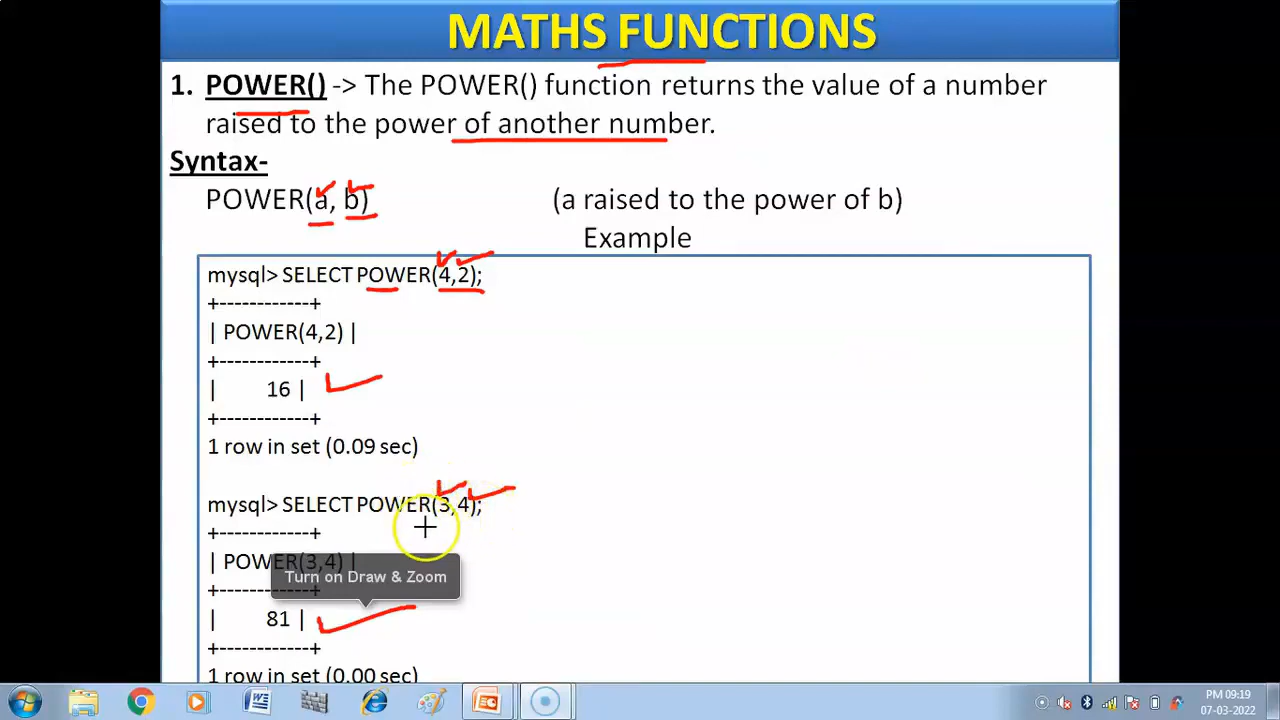 MATHS FUNCTIONS
1. POWER() -> The POWER() function returns the value of a number
raised to the power of another number.
Syntax-
POWER(a, b) (a raised to the power of b)
Example
mysql> SELECT POWER(4,2);
+------------+
| POWER(4,2) |
+------------+
| 16 |
+------------+
1 row in set (0.09 sec)
mysql> SELECT POWER(3,4);
+------------+
| POWER(3,4) |
Turn on Draw & Zoom
+------------+
| 81 |
+------------+
1 row in set (0.00 sec)
PM 09:19
07-03-2022